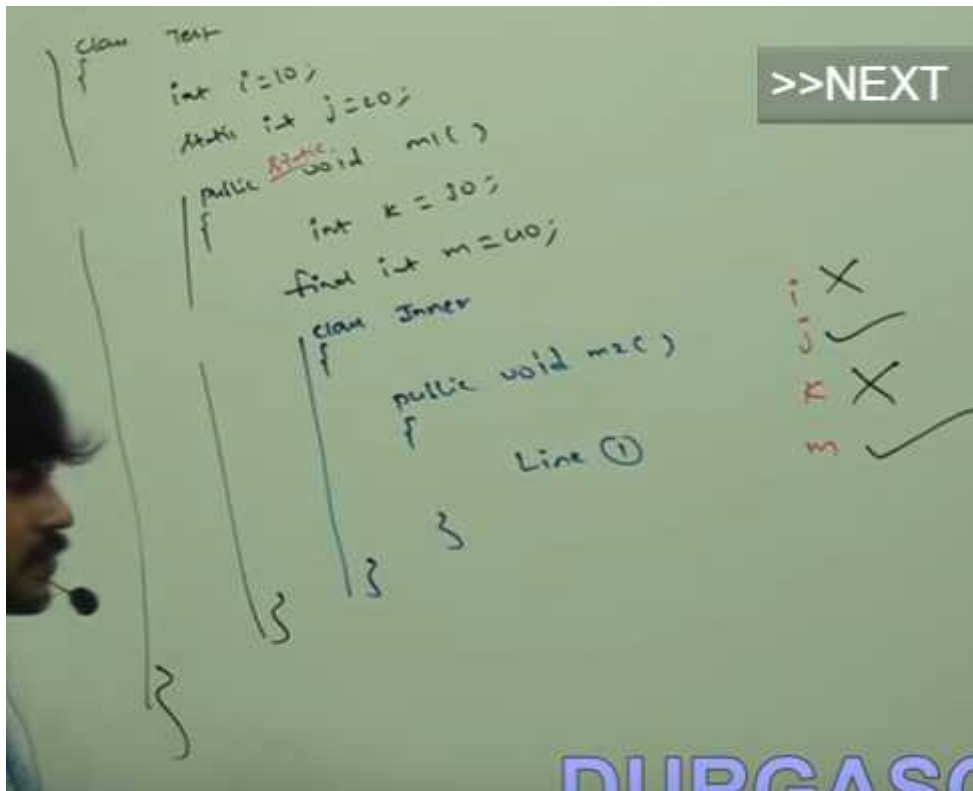 class Test
{
int i=10;
static int j=20;
public static void m1( )
{
int k = 30;
final int m=40;
class Inner
{
public void m2( )
{
Line ①
}
}
}
}
i ✗
j ✓
k ✗
m ✓
>>NEXT
DURGASO